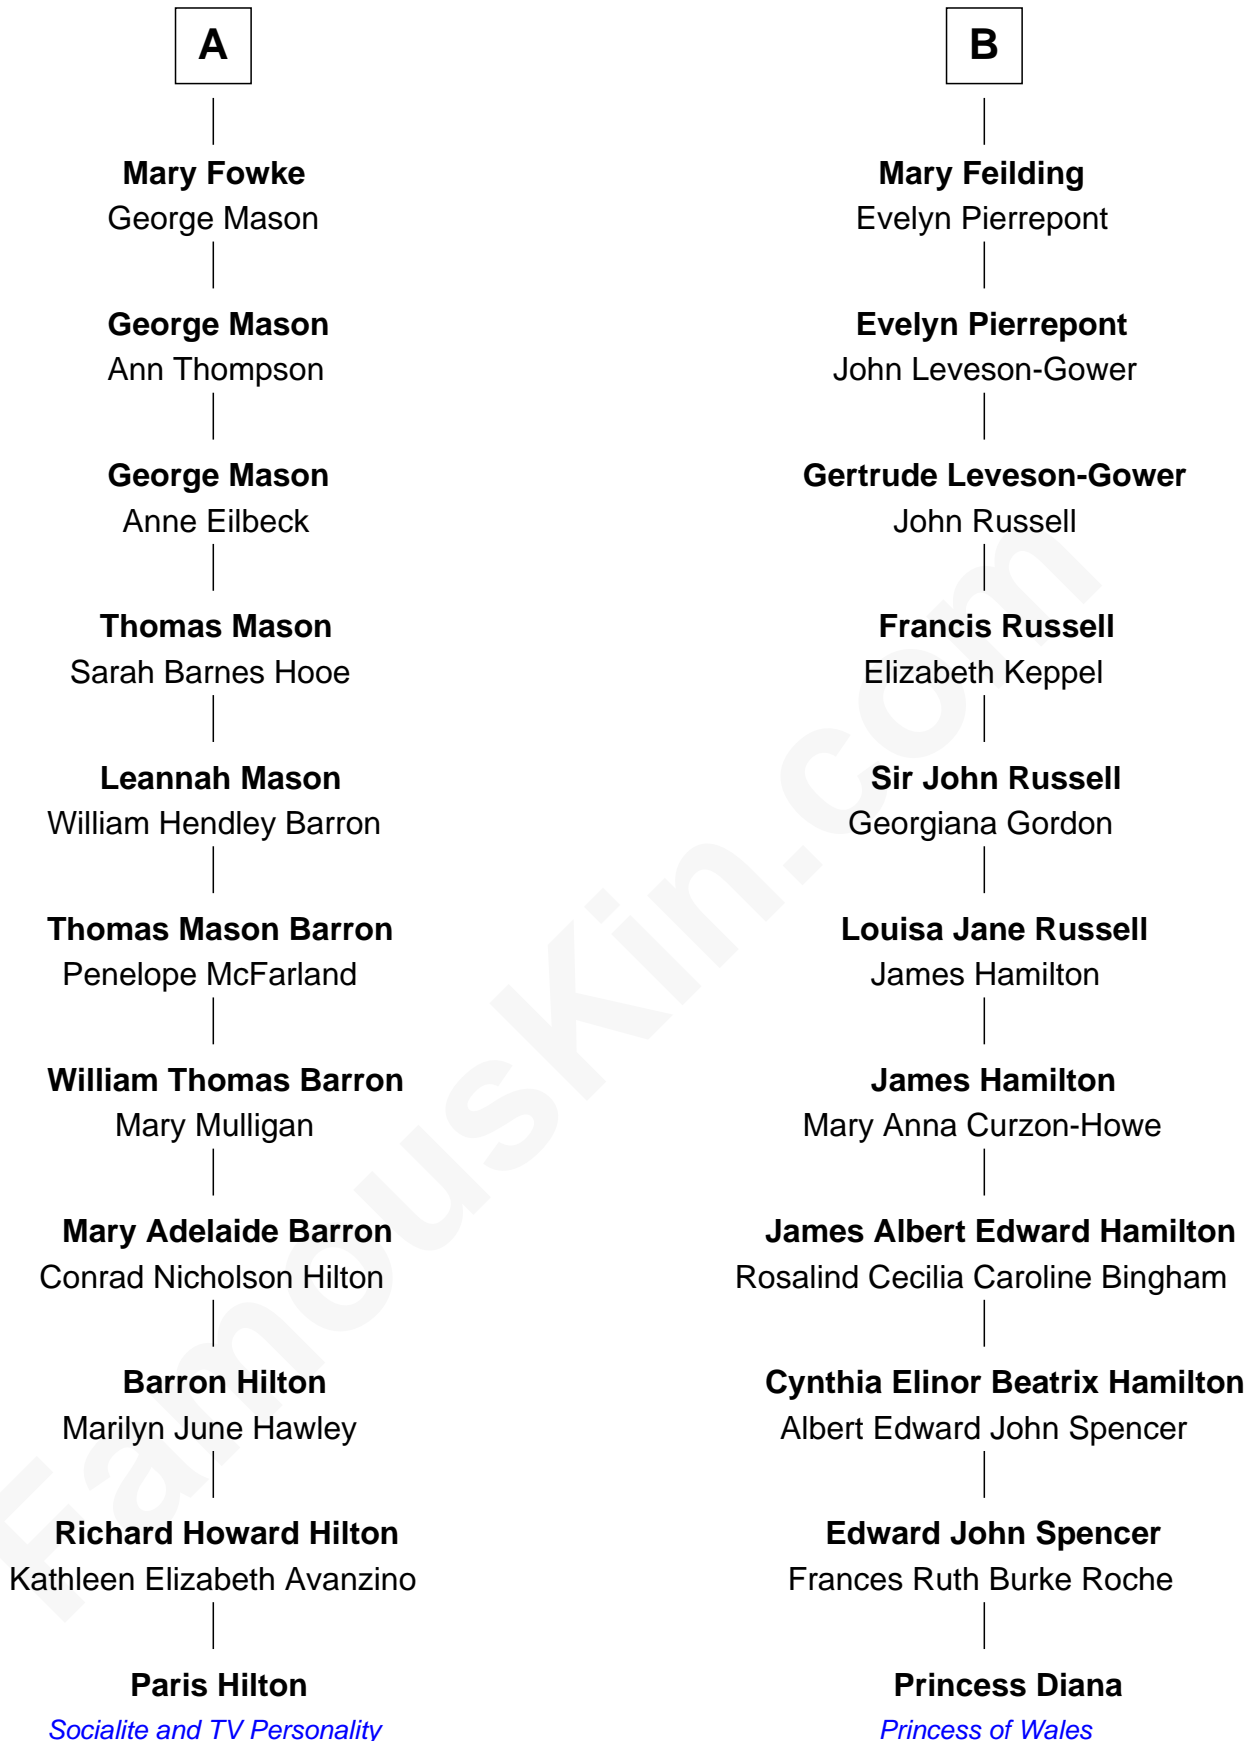 A
Mary Fowke
George Mason
George Mason
Ann Thompson
George Mason
Anne Eilbeck
Thomas Mason
Sarah Barnes Hooe
Leannah Mason
William Hendley Barron
Thomas Mason Barron
Penelope McFarland
William Thomas Barron
Mary Mulligan
Mary Adelaide Barron
Conrad Nicholson Hilton
Barron Hilton
Marilyn June Hawley
Richard Howard Hilton
Kathleen Elizabeth Avanzino
Paris Hilton
Socialite and TV Personality
B
Mary Feilding
Evelyn Pierrepont
Evelyn Pierrepont
John Leveson-Gower
Gertrude Leveson-Gower
John Russell
Francis Russell
Elizabeth Keppel
Sir John Russell
Georgiana Gordon
Louisa Jane Russell
James Hamilton
James Hamilton
Mary Anna Curzon-Howe
James Albert Edward Hamilton
Rosalind Cecilia Caroline Bingham
Cynthia Elinor Beatrix Hamilton
Albert Edward John Spencer
Edward John Spencer
Frances Ruth Burke Roche
Princess Diana
Princess of Wales
FamousKin.com